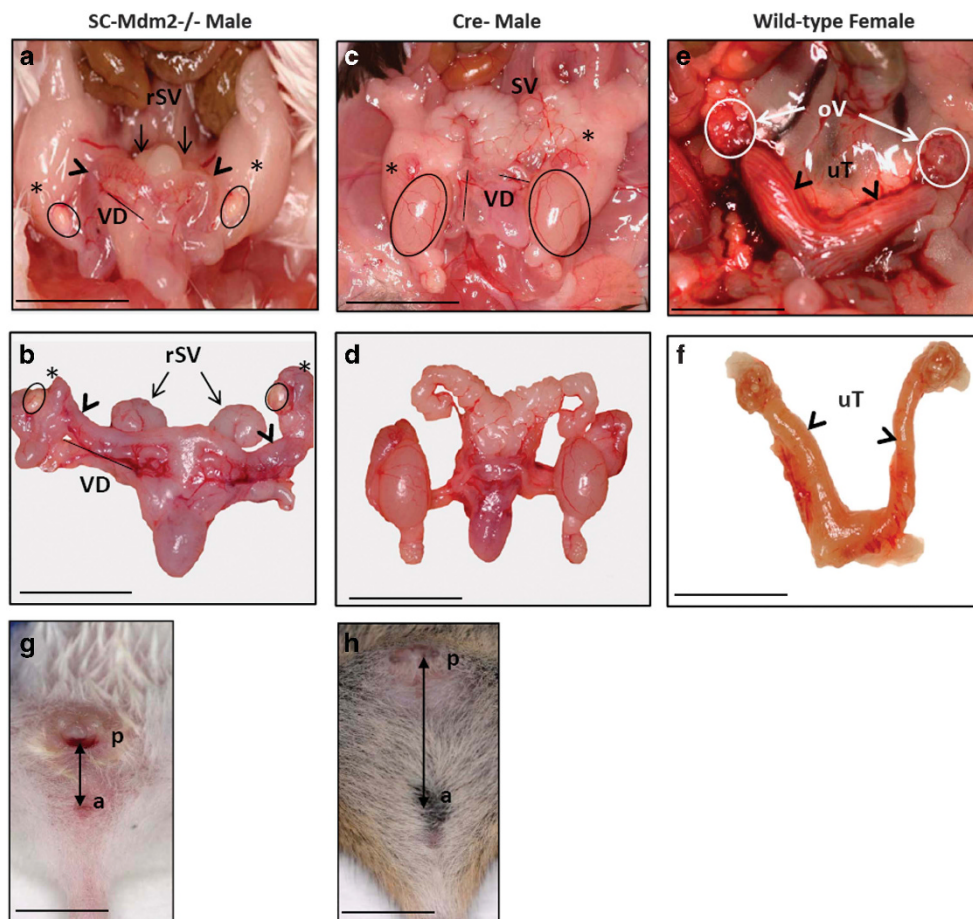 SC-Mdm2-/- Male
Cre- Male
Wild-type Female
a
rSV
*
*
VD
c
SV
*
*
VD
e
oV
uT
b
rSV
*
*
VD
d
f
uT
g
p
a
h
p
a